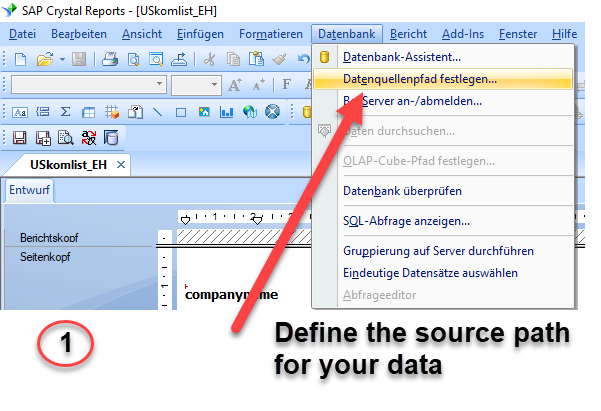 SAP Crystal Reports - [USkomlist_EH]
Datei Bearbeiten Ansicht Einfügen Formatieren Datenbank Bericht Add-Ins Fenster Hilfe
Datenbank-Assistent...
Datenquellenpfad festlegen...
Server an-/abmelden...
Daten durchsuchen...
OLAP-Cube-Pfad festlegen...
Datenbank überprüfen
SQL-Abfrage anzeigen...
Gruppierung auf Server durchführen
Eindeutige Datensätze auswählen
Abfrageeditor
USkomlist_EH
Entwurf
Berichtskopf
Seitenkopf
companyname
1
Define the source path
for your data